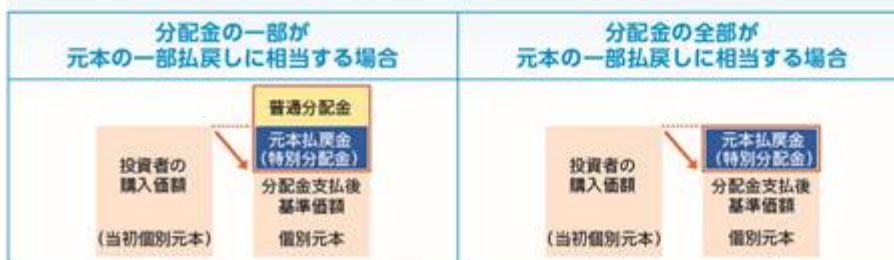 分配金の一部が
元本の一部払戻しに相当する場合
普通分配金
元本払戻金
(特別分配金)
投資者の
購入価額
(当初個別元本)
分配金支払後
基準価額
個別元本
分配金の全部が
元本の一部払戻しに相当する場合
元本払戻金
(特別分配金)
投資者の
購入価額
(当初個別元本)
分配金支払後
基準価額
個別元本